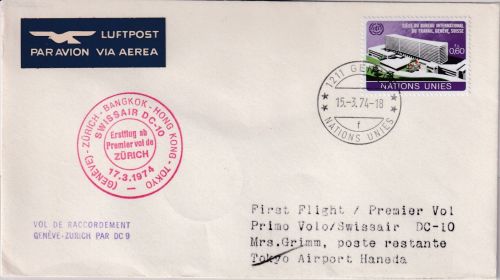 LUFTPOST
PAR AVION VIA AEREA
SIÈGE DU BUREAU INTERNATIONAL
DU TRAVAIL, GENÈVE, SUISSE
F.s.
0,60
NATIONS UNIES
1211 GENÈVE
15.-3.74-18
f
NATIONS UNIES
(GENÈVE) - ZÜRICH - BANGKOK - HONG KONG - TOKYO
SWISSAIR DC-10
Erstflug ab
Premier vol de
ZÜRICH
17.3.1974
VOL DE RACCORDEMENT
GENÈVE-ZURICH PAR DC 9
First Flight / Premier Vol
Primo Volo/Swissair DC-10
Mrs.Grimm, poste restante
Tokyo Airport Haneda